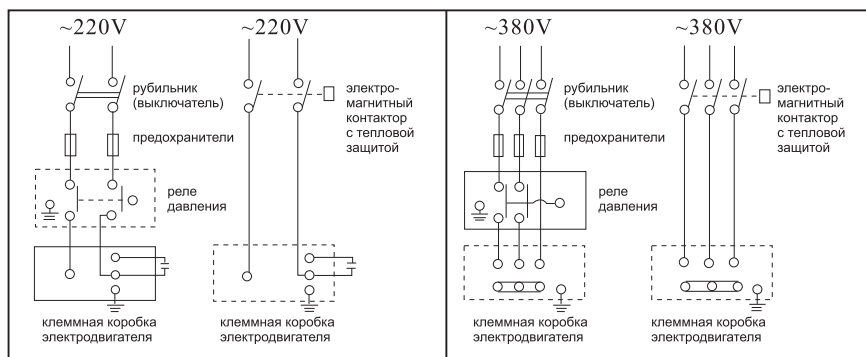 ~220V
~220V
рубильник
(выключатель)
предохранители
реле
давления
электро-
магнитный
контактор
с тепловой
защитой
клеммная коробка
электродвигателя
клеммная коробка
электродвигателя
~380V
~380V
рубильник
(выключатель)
предохранители
реле
давления
электро-
магнитный
контактор
с тепловой
защитой
клеммная коробка
электродвигателя
клеммная коробка
электродвигателя